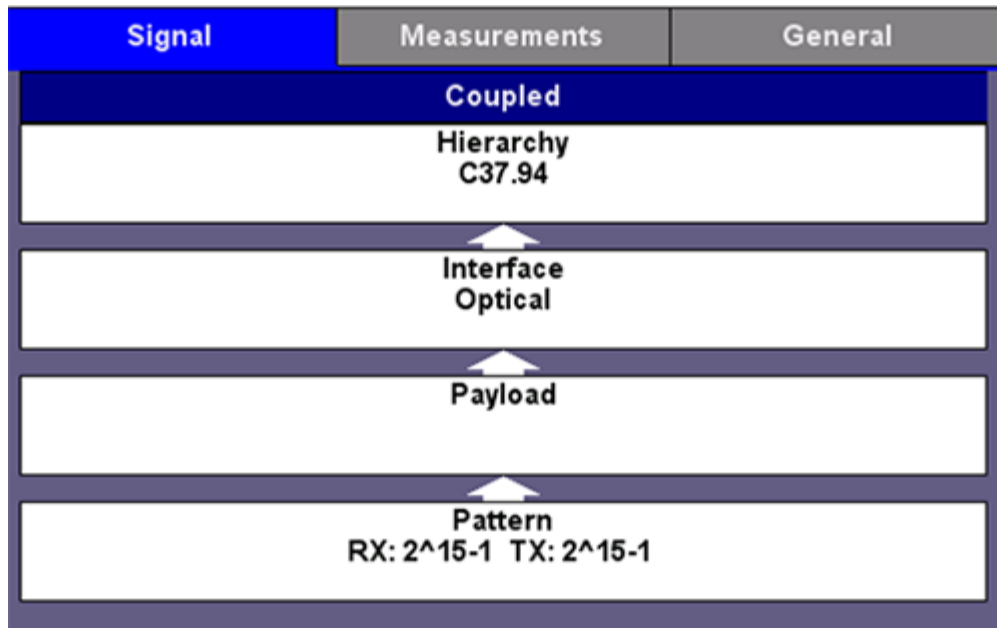 Signal Measurements General
Coupled
Hierarchy
C37.94
Interface
Optical
Payload
Pattern
RX: 2^15-1 TX: 2^15-1